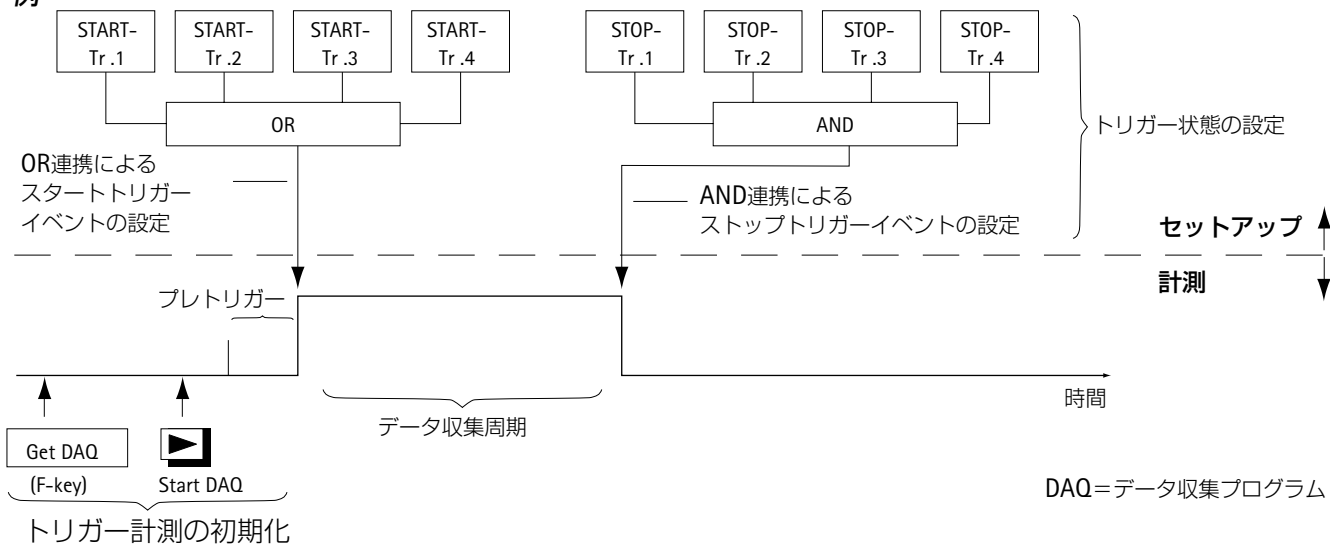 例
START-
Tr .1
START-
Tr .2
START-
Tr .3
START-
Tr .4
STOP-
Tr .1
STOP-
Tr .2
STOP-
Tr .3
STOP-
Tr .4
OR
AND
トリガー状態の設定
OR連携による
スタートトリガー
イベントの設定
AND連携による
ストップトリガーイベントの設定
セットアップ
計測
プレトリガー
時間
データ収集周期
Get DAQ
(F-key)
Start DAQ
DAQ=データ収集プログラム
トリガー計測の初期化